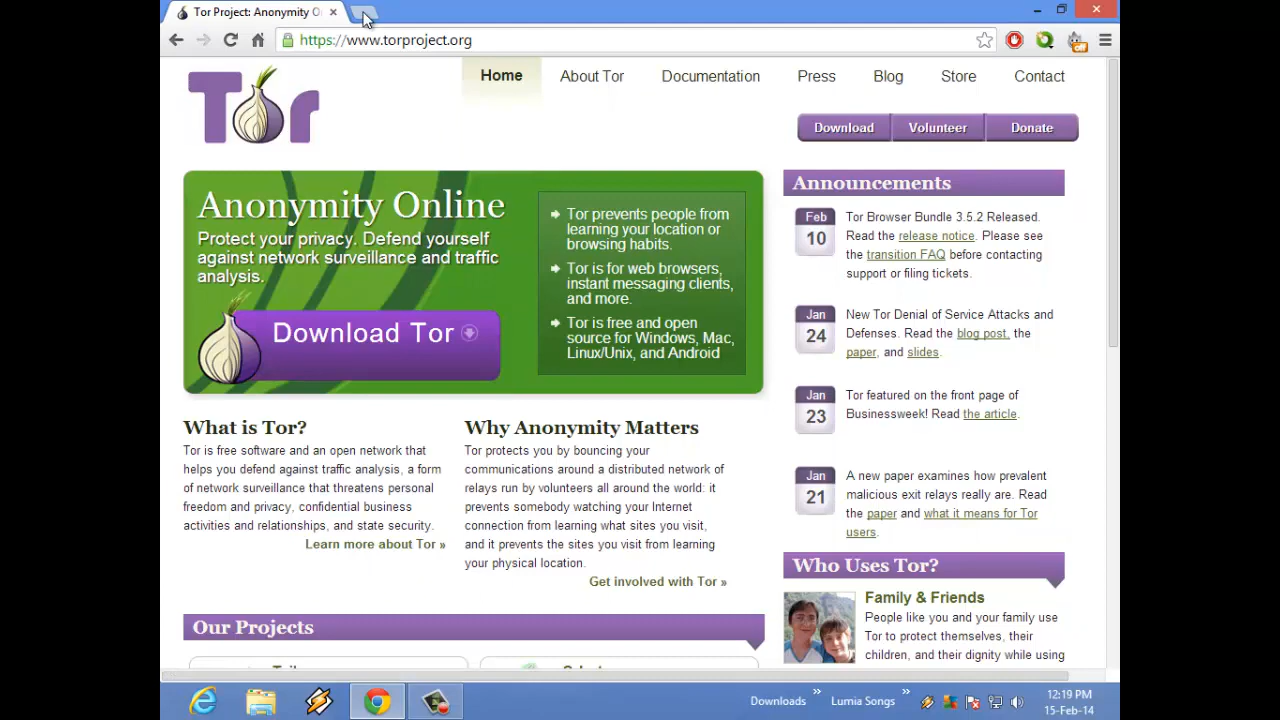 Tor Project: Anonymity O
https://www.torproject.org
Tor
Home
About Tor
Documentation
Press
Blog
Store
Contact
Download
Volunteer
Donate
Anonymity Online
Protect your privacy. Defend yourself
against network surveillance and traffic
analysis.
Download Tor
Tor prevents people from
learning your location or
browsing habits.
Tor is for web browsers,
instant messaging clients,
and more.
Tor is free and open
source for Windows, Mac,
Linux/Unix, and Android
What is Tor?
Tor is free software and an open network that
helps you defend against traffic analysis, a form
of network surveillance that threatens personal
freedom and privacy, confidential business
activities and relationships, and state security.
Learn more about Tor »
Why Anonymity Matters
Tor protects you by bouncing your
communications around a distributed network of
relays run by volunteers all around the world: it
prevents somebody watching your Internet
connection from learning what sites you visit,
and it prevents the sites you visit from learning
your physical location.
Get involved with Tor »
Our Projects
Announcements
Feb
10
Tor Browser Bundle 3.5.2 Released.
Read the release notice. Please see
the transition FAQ before contacting
support or filing tickets.
Jan
24
New Tor Denial of Service Attacks and
Defenses. Read the blog post, the
paper, and slides.
Jan
23
Tor featured on the front page of
Businessweek! Read the article.
Jan
21
A new paper examines how prevalent
malicious exit relays really are. Read
the paper and what it means for Tor
users.
Who Uses Tor?
Family & Friends
People like you and your family use
Tor to protect themselves, their
children, and their dignity while using
off
Downloads »
Lumia Songs »
12:19 PM
15-Feb-14